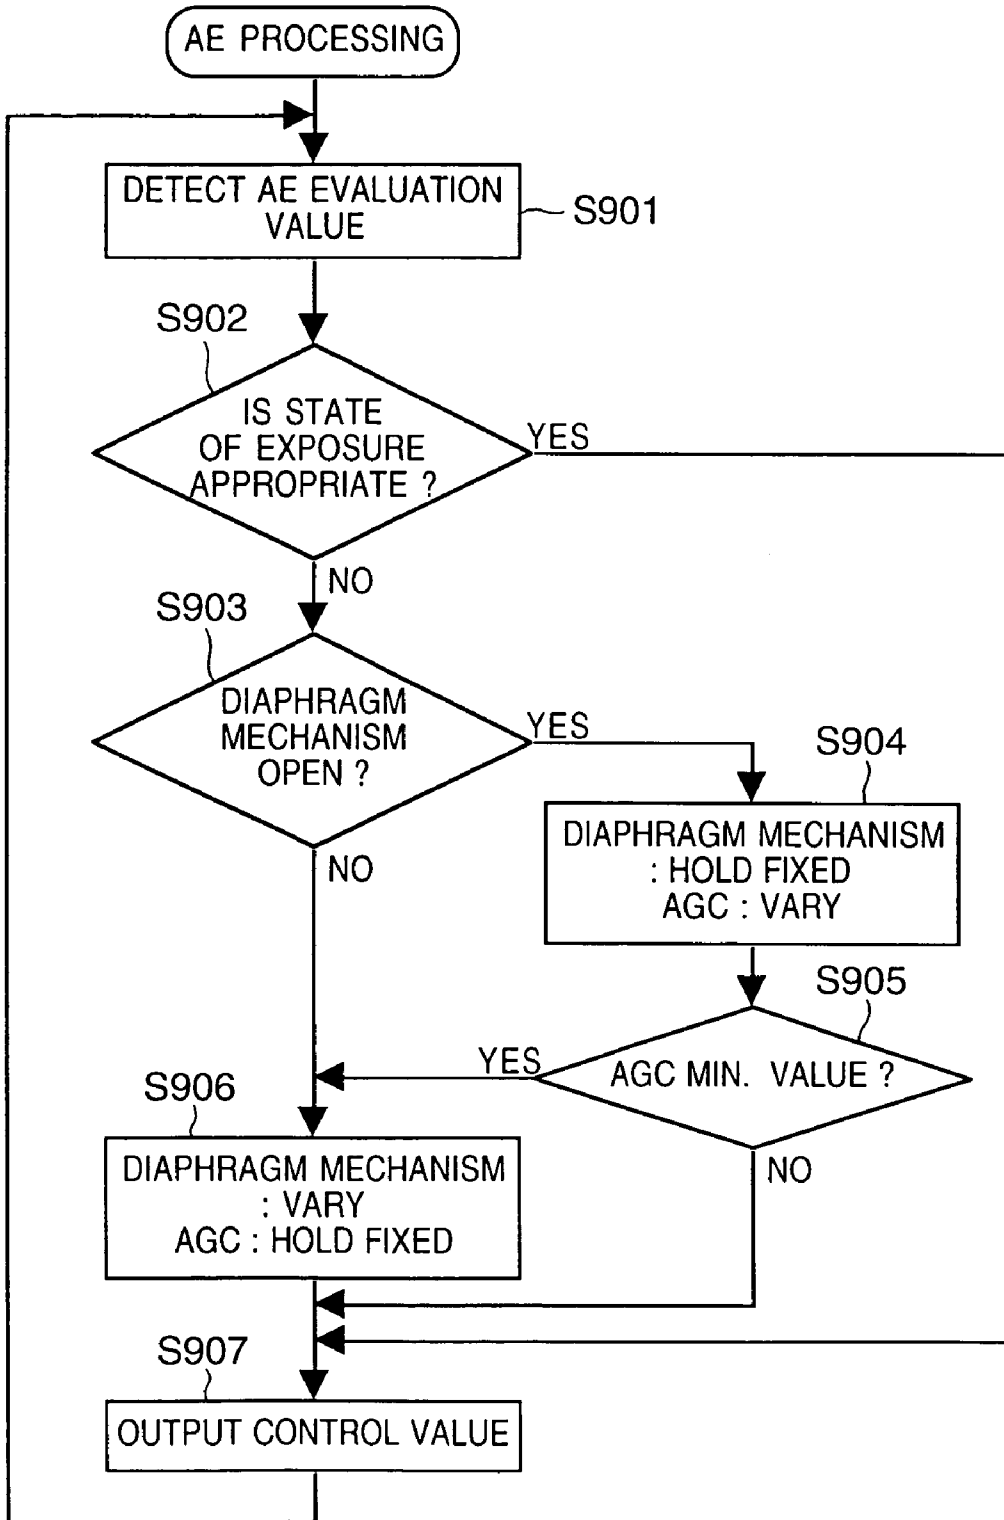 AE PROCESSING
DETECT AE EVALUATION
VALUE
S901
S902
IS STATE
OF EXPOSURE
APPROPRIATE ?
YES
NO
S903
DIAPHRAGM
MECHANISM
OPEN ?
YES
NO
S904
DIAPHRAGM MECHANISM
: HOLD FIXED
AGC : VARY
S905
AGC MIN. VALUE ?
YES
NO
S906
DIAPHRAGM MECHANISM
: VARY
AGC : HOLD FIXED
S907
OUTPUT CONTROL VALUE